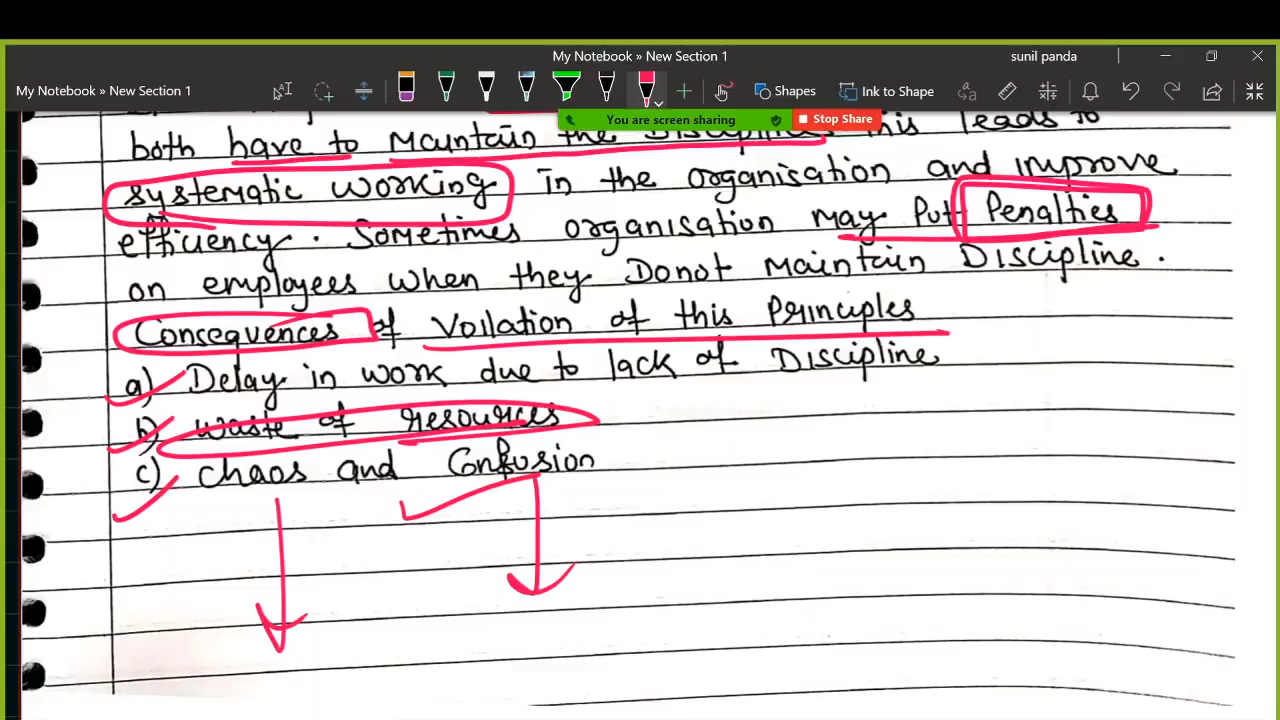 My Notebook » New Section 1
sunil panda
My Notebook » New Section 1
Shapes
Ink to Shape
You are screen sharing
Stop Share
both have to Maintain the Discipline this leads to
systematic working in the organisation and improve
efficiency. Sometimes organisation may Put Penalties
on employees when they Donot Maintain Discipline.
Consequences of Voilation of this Principles
a) Delay in work due to lack of Discipline
b) waste of resources
c) chaos and Confusion